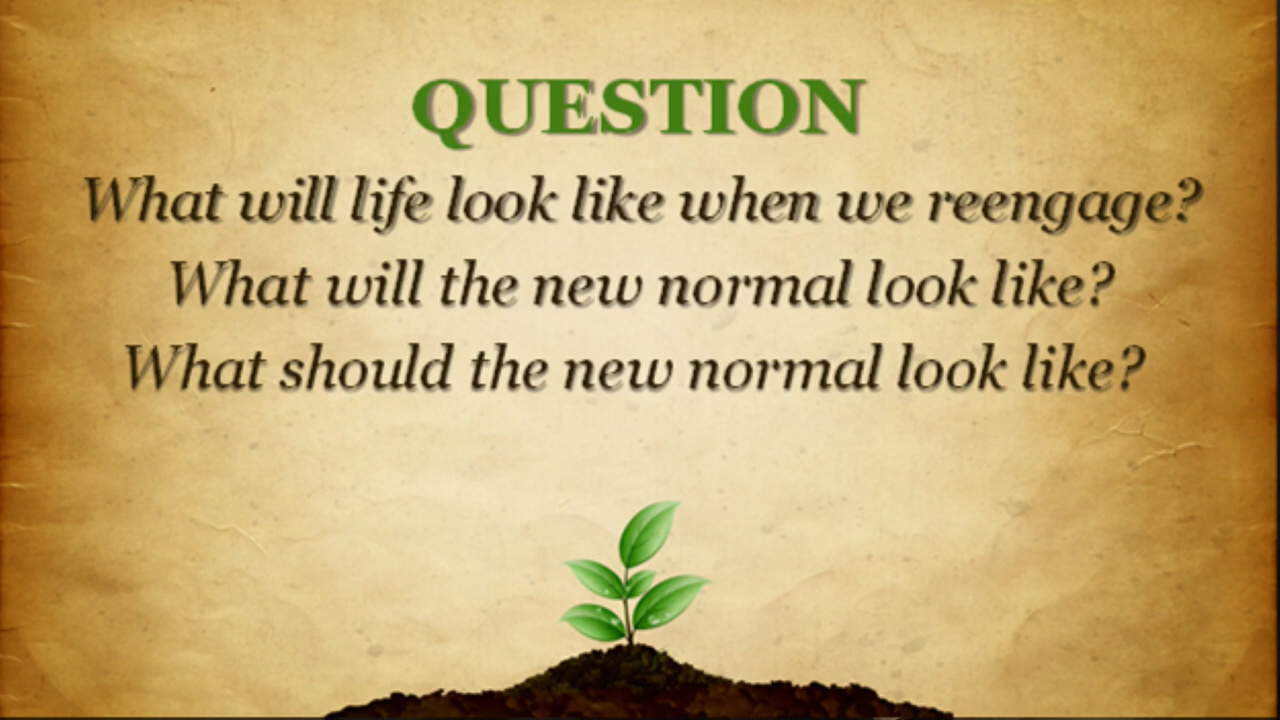 QUESTION
What will life look like when we reengage?
What will the new normal look like?
What should the new normal look like?